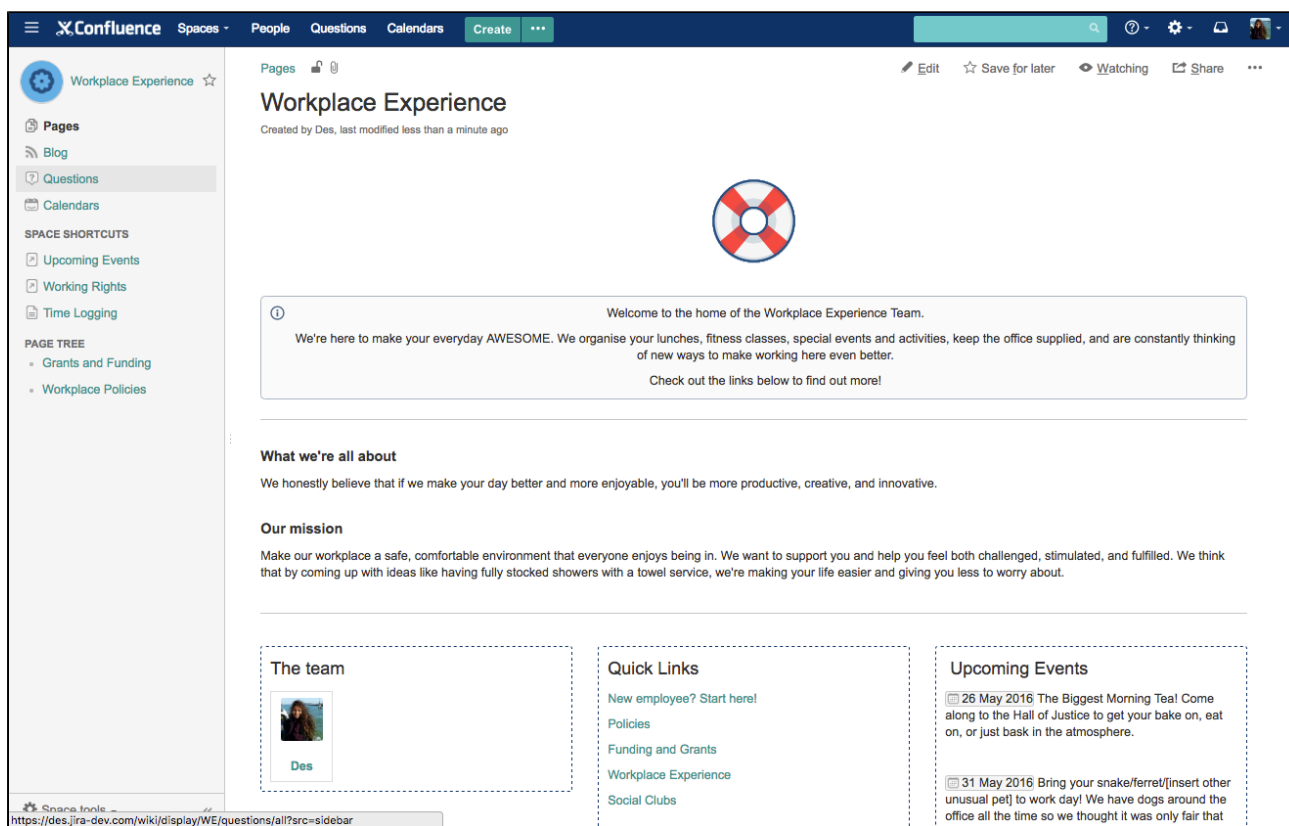 Confluence Spaces People Questions Calendars Create
Workplace Experience
Pages
Blog
Questions
Calendars
SPACE SHORTCUTS
Upcoming Events
Working Rights
Time Logging
PAGE TREE
Grants and Funding
Workplace Policies
Space tools
https://des.jira-dev.com/wiki/display/WE/questions/all?src=sidebar
Pages
Edit Save for later Watching Share
Workplace Experience
Created by Des, last modified less than a minute ago
Welcome to the home of the Workplace Experience Team.
We're here to make your everyday AWESOME. We organise your lunches, fitness classes, special events and activities, keep the office supplied, and are constantly thinking
of new ways to make working here even better.
Check out the links below to find out more!
What we're all about
We honestly believe that if we make your day better and more enjoyable, you'll be more productive, creative, and innovative.
Our mission
Make our workplace a safe, comfortable environment that everyone enjoys being in. We want to support you and help you feel both challenged, stimulated, and fulfilled. We think
that by coming up with ideas like having fully stocked showers with a towel service, we're making your life easier and giving you less to worry about.
The team
Des
Quick Links
New employee? Start here!
Policies
Funding and Grants
Workplace Experience
Social Clubs
Upcoming Events
26 May 2016 The Biggest Morning Tea! Come
along to the Hall of Justice to get your bake on, eat
on, or just bask in the atmosphere.
31 May 2016 Bring your snake/ferret/[insert other
unusual pet] to work day! We have dogs around the
office all the time so we thought it was only fair that